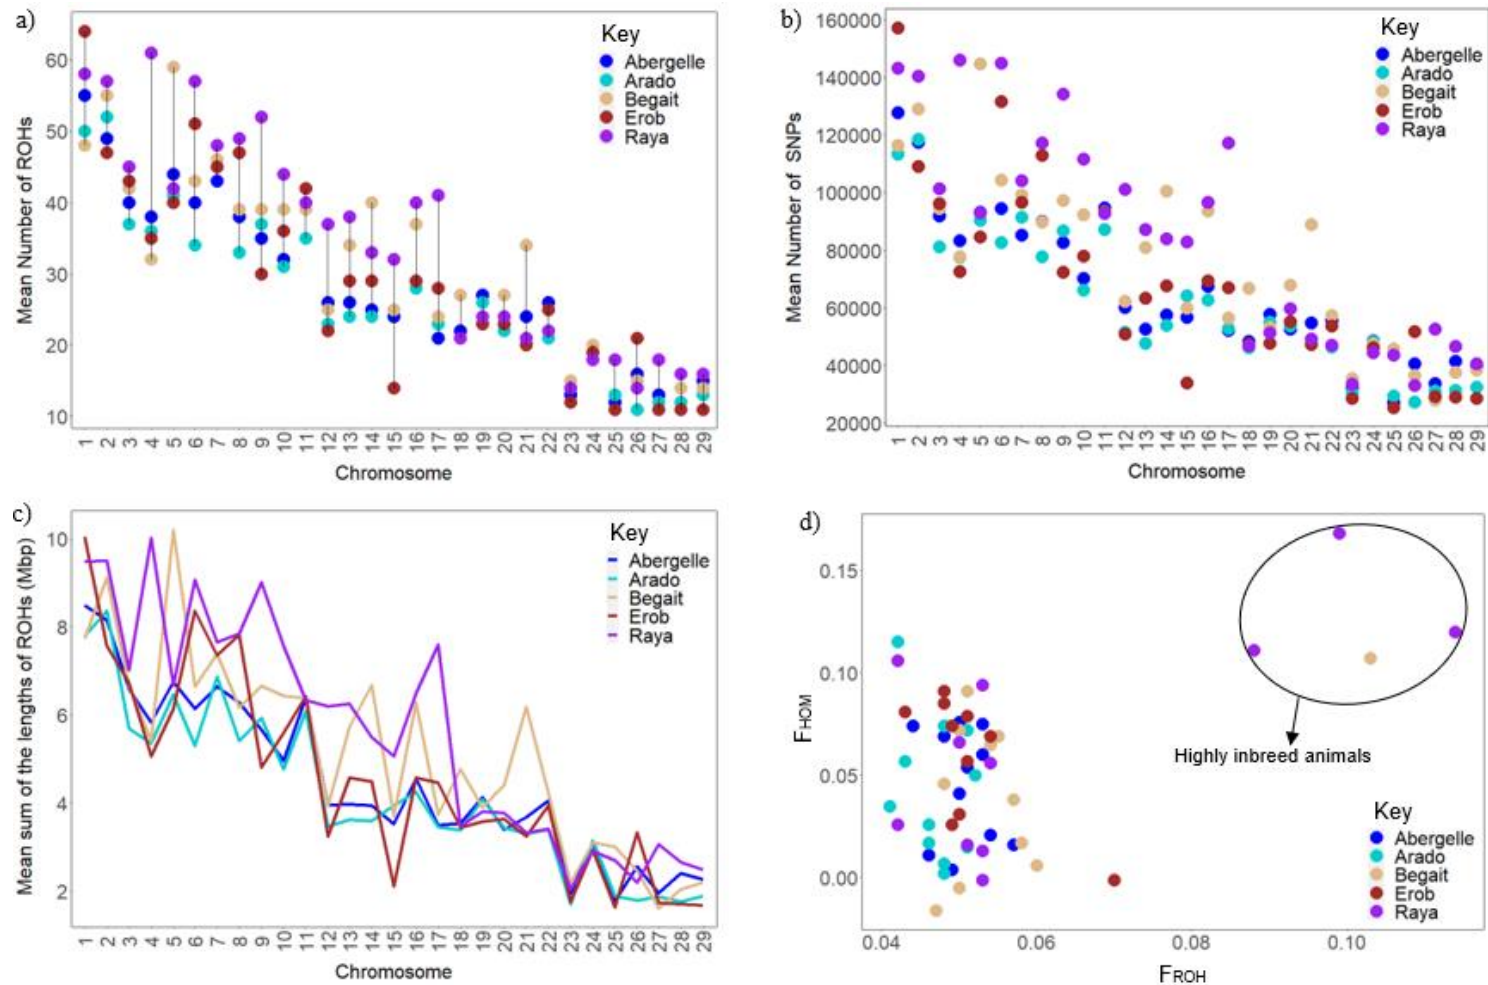 a)
Mean Number of ROHs
60
50
40
30
20
10
1 2 3 4 5 6 7 8 9 10 11 12 13 14 15 16 17 18 19 20 21 22 23 24 25 26 27 28 29
Chromosome
Key
Abergelle
Arado
Begait
Erob
Raya
b)
Mean Number of SNPs
160000
140000
120000
100000
80000
60000
40000
20000
1 2 3 4 5 6 7 8 9 10 11 12 13 14 15 16 17 18 19 20 21 22 23 24 25 26 27 28 29
Chromosome
Key
Abergelle
Arado
Begait
Erob
Raya
c)
Mean sum of the lengths of ROHs (Mbp)
10
8
6
4
2
1 2 3 4 5 6 7 8 9 10 11 12 13 14 15 16 17 18 19 20 21 22 23 24 25 26 27 28 29
Chromosome
Key
Abergelle
Arado
Begait
Erob
Raya
d)
FHOM
0.15
0.10
0.05
0.00
0.04 0.06 0.08 0.10
FROH
Highly inbreed animals
Key
Abergelle
Arado
Begait
Erob
Raya